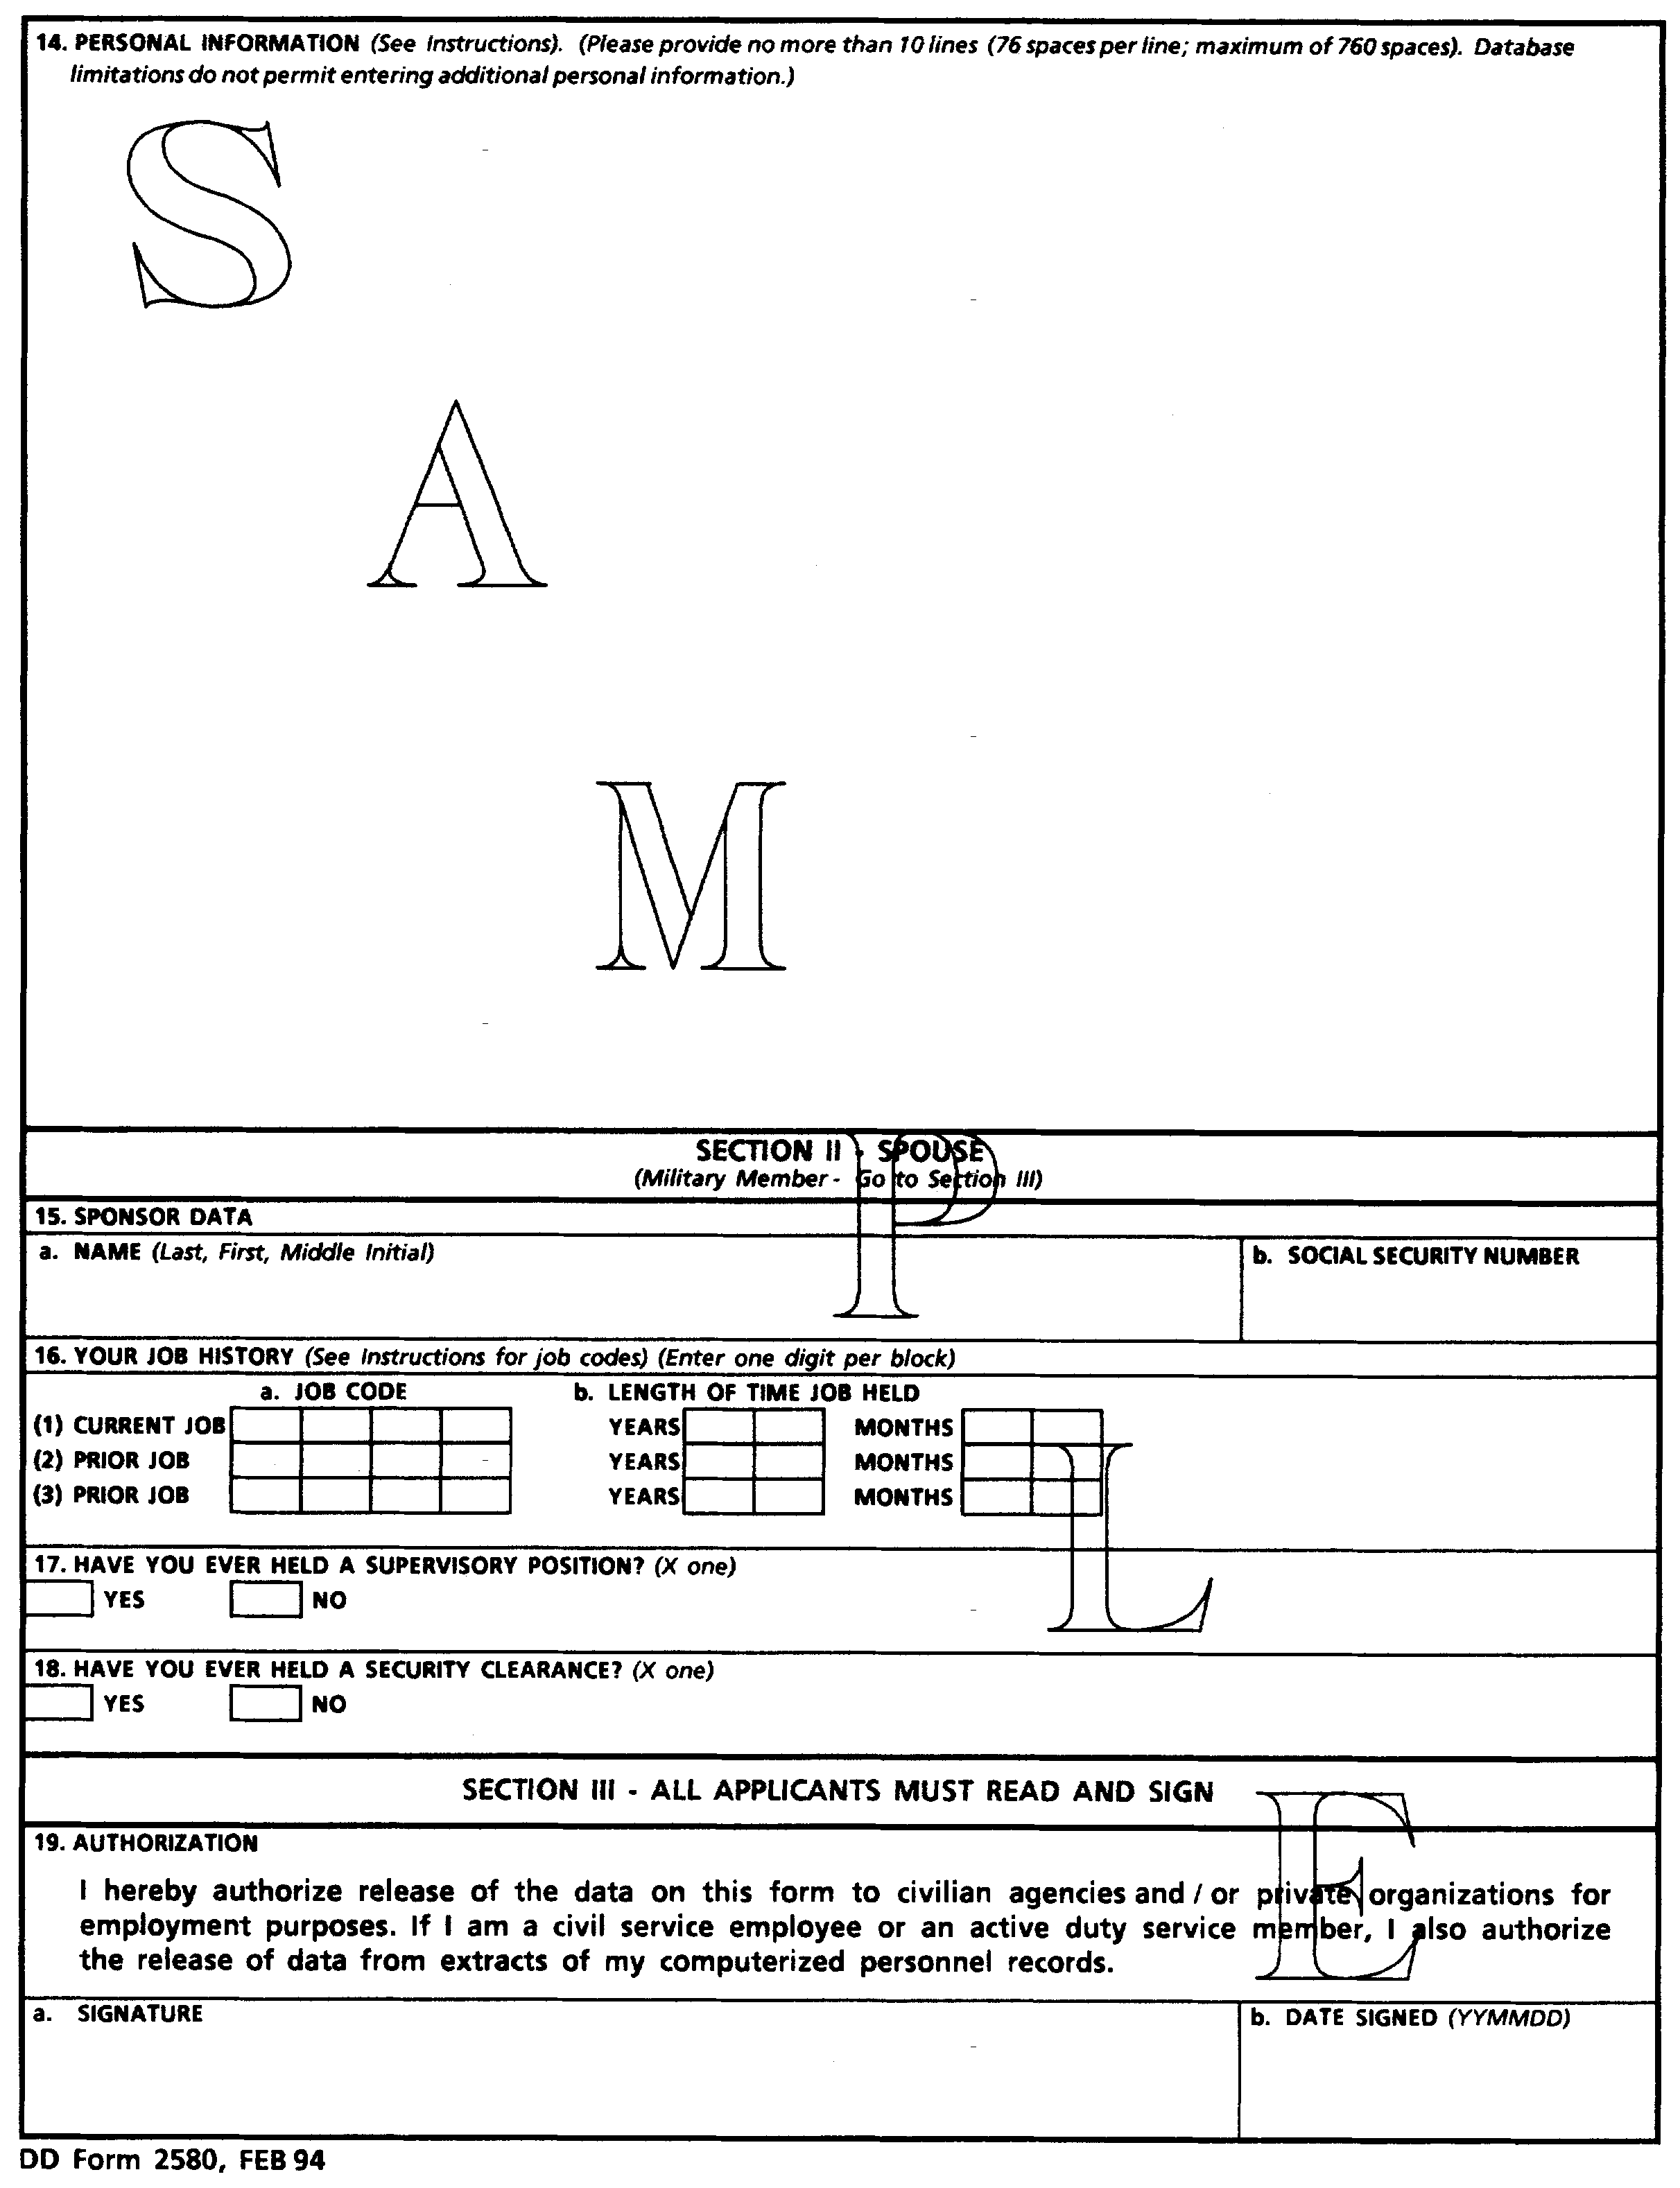 14. PERSONAL INFORMATION (See Instructions). (Please provide no more than 10 lines (76 spaces per line; maximum of 760 spaces). Database
limitations do not permit entering additional personal information.)
S
A
M
P
SECTION II - SPOUSE
(Military Member - Go to Section III)
15. SPONSOR DATA
a. NAME (Last, First, Middle Initial)
b. SOCIAL SECURITY NUMBER
16. YOUR JOB HISTORY (See Instructions for job codes) (Enter one digit per block)
a. JOB CODE b. LENGTH OF TIME JOB HELD
(1) CURRENT JOB YEARS MONTHS
(2) PRIOR JOB YEARS MONTHS
(3) PRIOR JOB YEARS MONTHS
L
17. HAVE YOU EVER HELD A SUPERVISORY POSITION? (X one)
YES NO
18. HAVE YOU EVER HELD A SECURITY CLEARANCE? (X one)
YES NO
SECTION III - ALL APPLICANTS MUST READ AND SIGN
E
19. AUTHORIZATION
I hereby authorize release of the data on this form to civilian agencies and / or private organizations for
employment purposes. If I am a civil service employee or an active duty service member, I also authorize
the release of data from extracts of my computerized personnel records.
a. SIGNATURE
b. DATE SIGNED (YYMMDD)
DD Form 2580, FEB 94